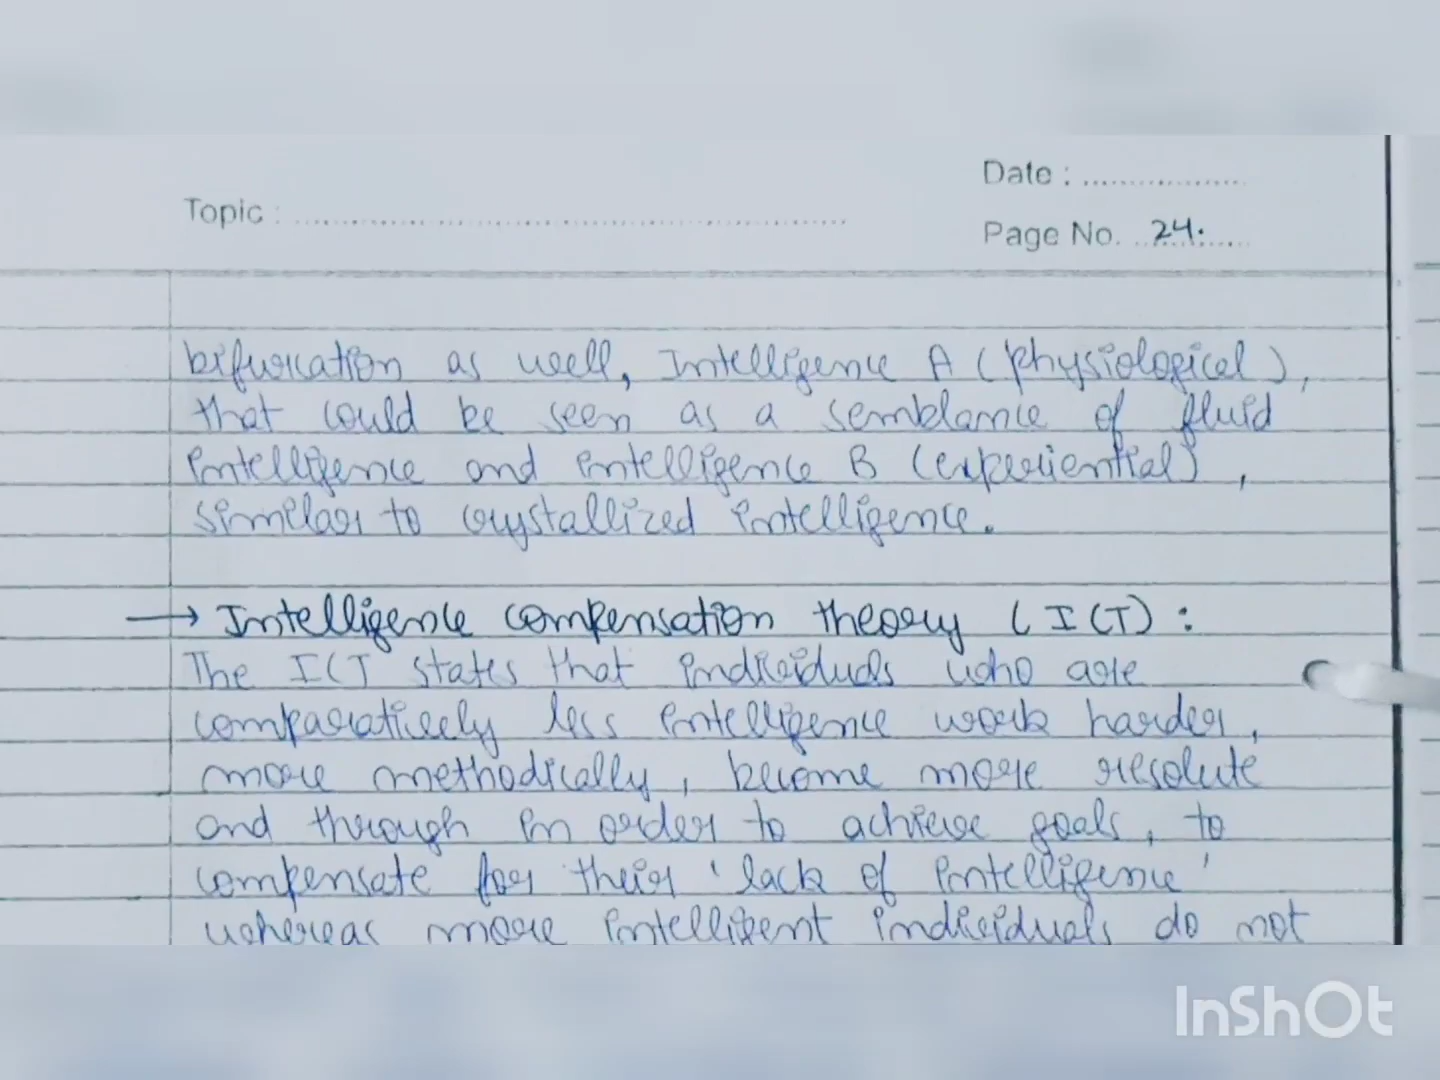 Date : ....................
Topic : ................................................
Page No. 24.
bifurcation as well, Intelligence A (physiological),
that could be seen as a semblance of fluid
intelligence and intelligence B (experiential),
similar to crystallized intelligence.
→ Intelligence compensation theory (ICT) :
The ICT states that individuals who are
comparatively less intelligence work harder,
more methodically, become more resolute
and through in order to achieve goals, to
compensate for their 'lack of intelligence'
whereas more intelligent individuals do not
InShOt